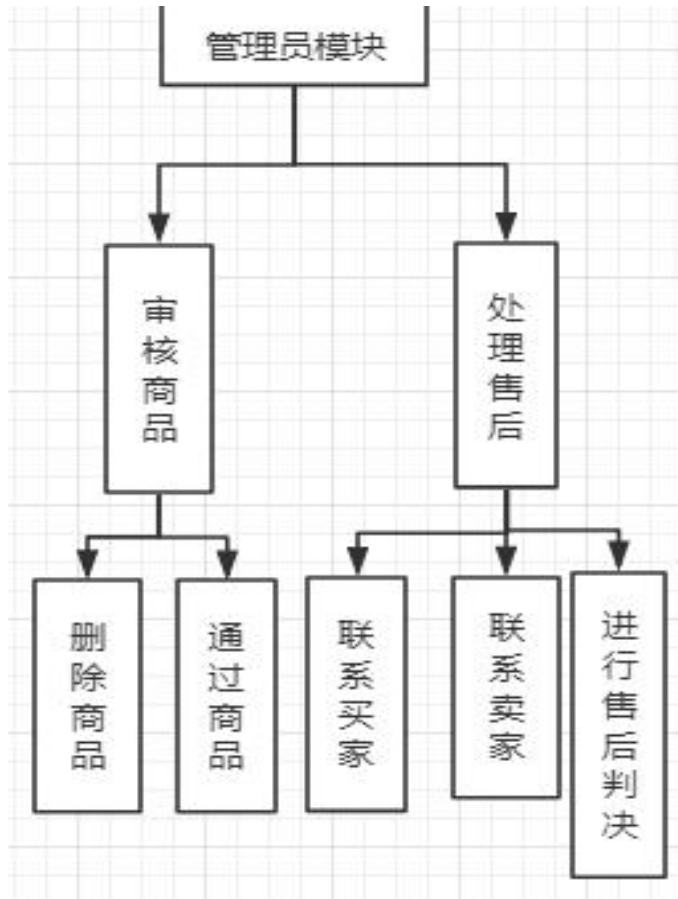 管理员模块
审核商品
处理售后
删除商品
通过商品
联系买家
联系卖家
进行售后判决